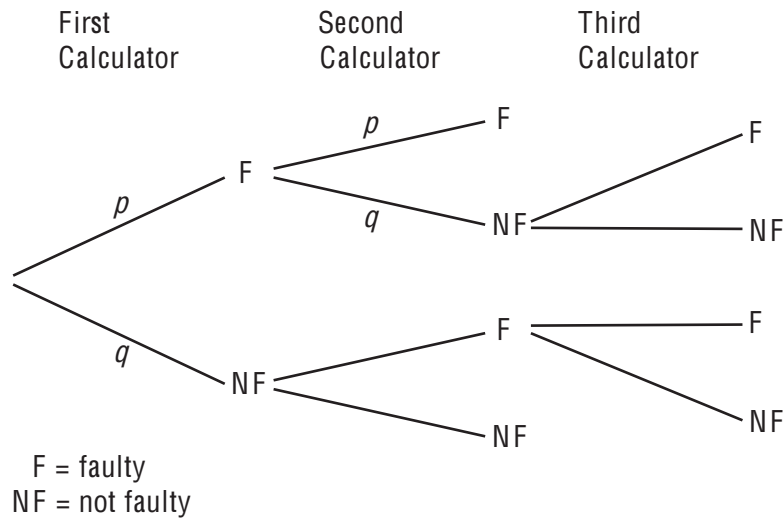 First Calculator
Second Calculator
Third Calculator
p
F
q
NF
p
F
q
NF
F
NF
F
NF
F
NF
F = faulty
NF = not faulty